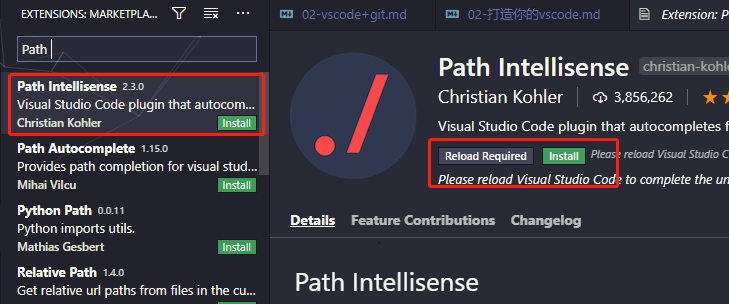 EXTENSIONS: MARKETPLA...
Path
Path Intellisense 2.3.0
Visual Studio Code plugin that autocom...
Christian Kohler Install
Path Autocomplete 1.15.0
Provides path completion for visual stud...
Mihai Vilcu Install
Python Path 0.0.11
Python imports utils.
Mathias Gesbert Install
Relative Path 1.4.0
Get relative url paths from files in the cu...
Install
02-vscode+git.md 02-打造你的vscode.md Extension: P
Path Intellisense christian-kohle
Christian Kohler 3,856,262
Visual Studio Code plugin that autocompletes f
Reload Required Install Please reload Visual Studio C
Please reload Visual Studio Code to complete the un
Details Feature Contributions Changelog
Path Intellisense